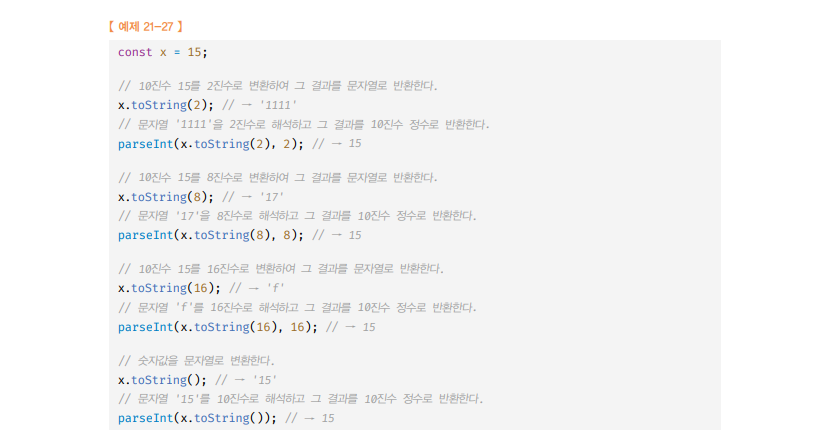 【 예제 21-27 】
const x = 15;
// 10진수 15를 2진수로 변환하여 그 결과를 문자열로 반환한다.
x.toString(2); // → '1111'
// 문자열 '1111'을 2진수로 해석하고 그 결과를 10진수 정수로 반환한다.
parseInt(x.toString(2), 2); // → 15
// 10진수 15를 8진수로 변환하여 그 결과를 문자열로 반환한다.
x.toString(8); // → '17'
// 문자열 '17'을 8진수로 해석하고 그 결과를 10진수 정수로 반환한다.
parseInt(x.toString(8), 8); // → 15
// 10진수 15를 16진수로 변환하여 그 결과를 문자열로 반환한다.
x.toString(16); // → 'f'
// 문자열 'f'를 16진수로 해석하고 그 결과를 10진수 정수로 반환한다.
parseInt(x.toString(16), 16); // → 15
// 숫자값을 문자열로 변환한다.
x.toString(); // → '15'
// 문자열 '15'를 10진수로 해석하고 그 결과를 10진수 정수로 반환한다.
parseInt(x.toString()); // → 15